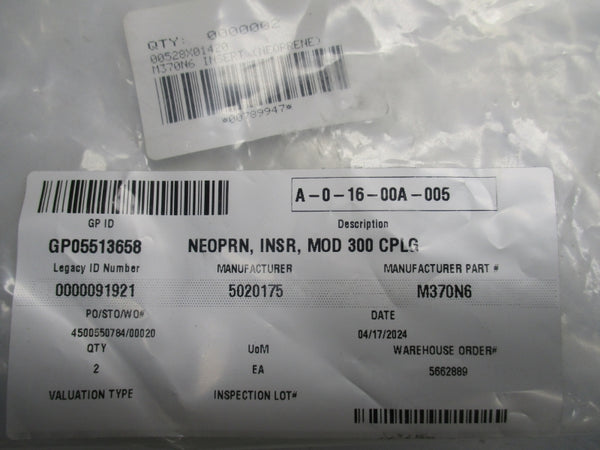 QTY: 0000002
00528X01420
M370N6 INSERT (NEOPRENE)
*00789947*
A-0-16-00A-005
GP ID
Description
GP05513658 NEOPRN, INSR, MOD 300 CPLG
Legacy ID Number MANUFACTURER MANUFACTURER PART #
0000091921 5020175 M370N6
PO/STO/WO# DATE
4500550784/00020 04/17/2024
QTY UoM WAREHOUSE ORDER#
2 EA 5662889
VALUATION TYPE INSPECTION LOT#